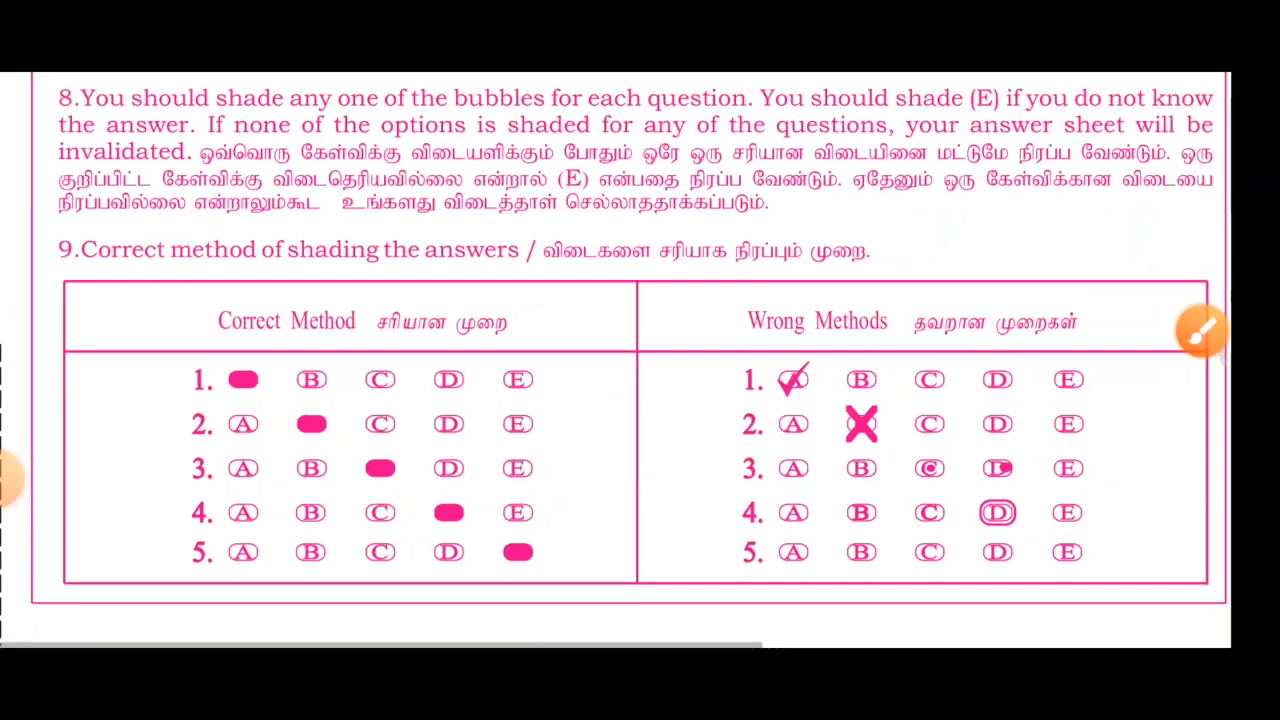 8.You should shade any one of the bubbles for each question. You should shade (E) if you do not know
the answer. If none of the options is shaded for any of the questions, your answer sheet will be
invalidated. ஒவ்வொரு கேள்விக்கு விடையளிக்கும் போதும் ஒரே ஒரு சரியான விடையினை மட்டுமே நிரப்ப வேண்டும். ஒரு
குறிப்பிட்ட கேள்விக்கு விடைதெரியவில்லை என்றால் (E) என்பதை நிரப்ப வேண்டும். ஏதேனும் ஒரு கேள்விக்கான விடையை
நிரப்பவில்லை என்றாலும்கூட உங்களது விடைத்தாள் செல்லாததாக்கப்படும்.
9.Correct method of shading the answers / விடைகளை சரியாக நிரப்பும் முறை.
Correct Method சரியான முறை
1. B C D E
2. A C D E
3. A B D E
4. A B C E
5. A B C D
Wrong Methods தவறான முறைகள்
1. A B C D E
2. A C D E
3. A B C D E
4. A B C D E
5. A B C D E